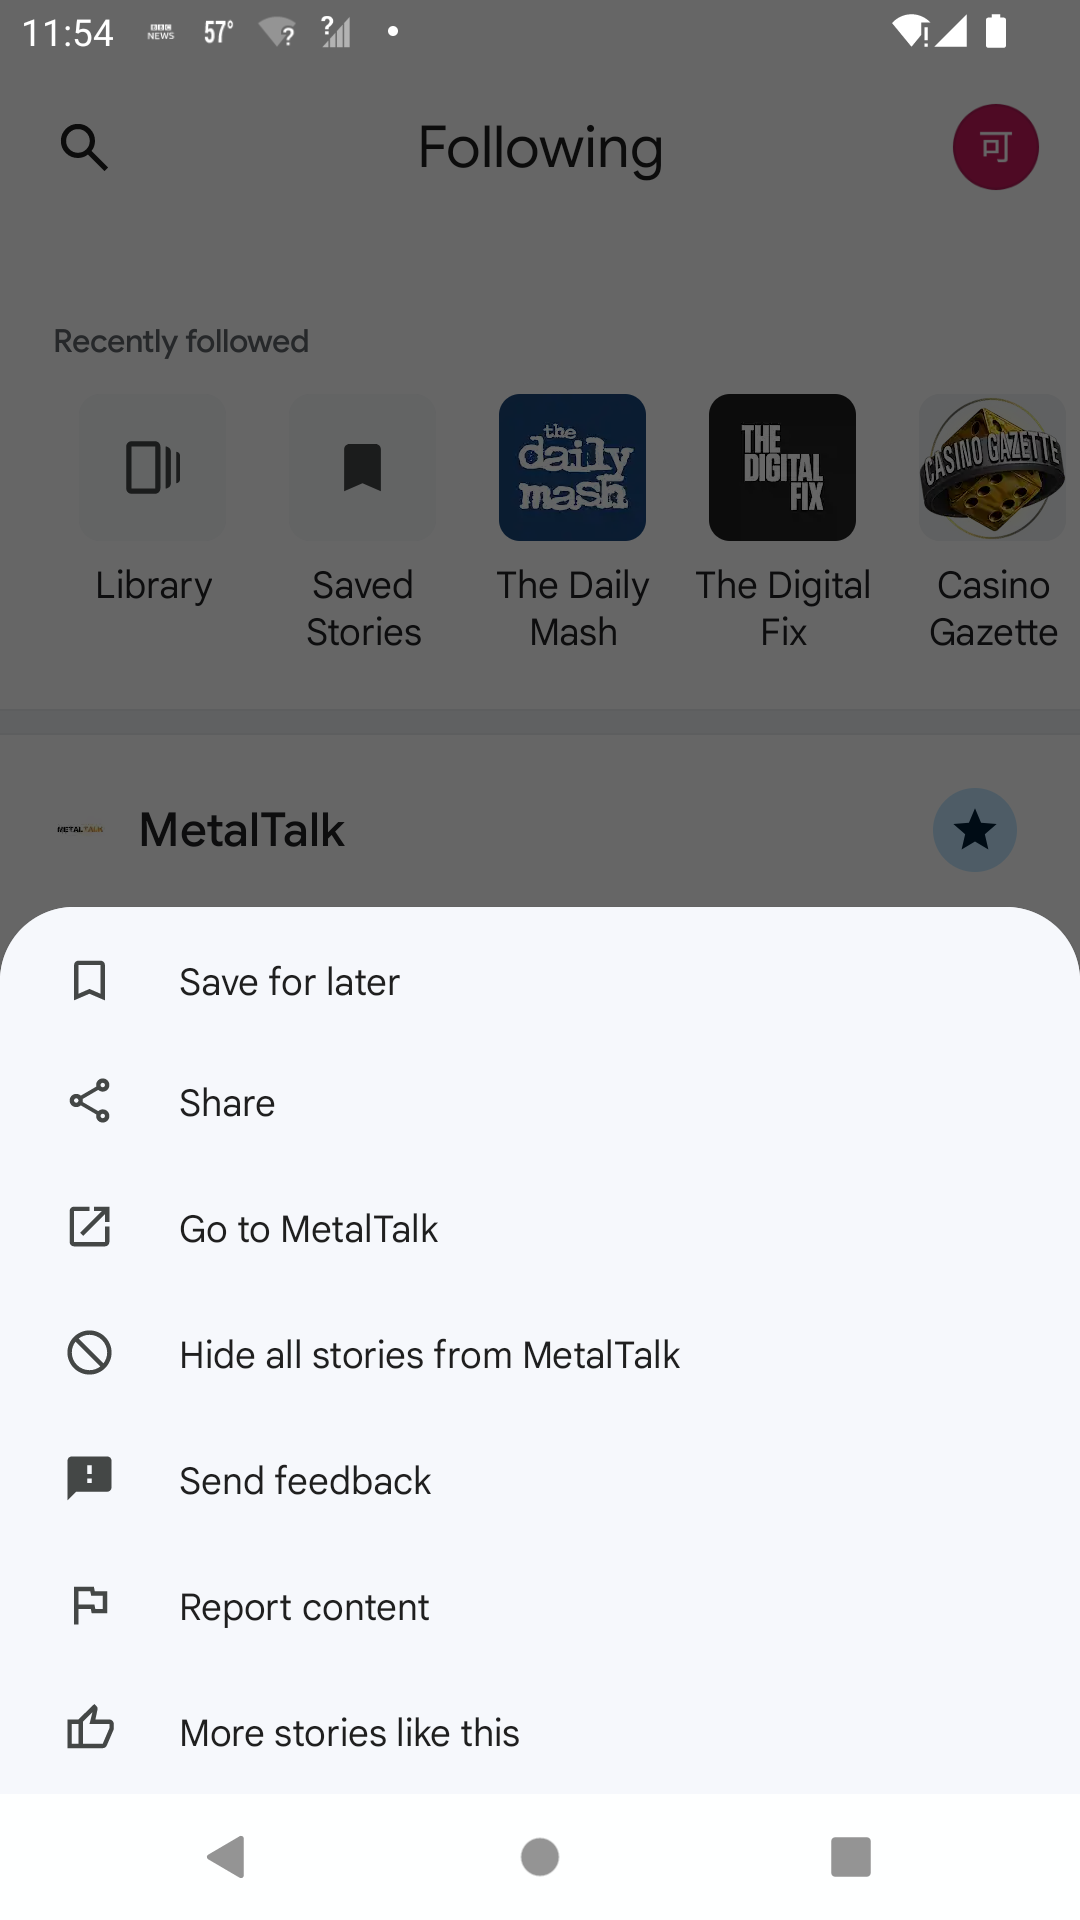 11:54
BBC
NEWS
57°
Following
可
Recently followed
the
daily
mash
THE
DIGITAL
FIX
CASINO GAZETTE
Library
Saved
Stories
The Daily
Mash
The Digital
Fix
Casino
Gazette
METALTALK
MetalTalk
Save for later
Share
Go to MetalTalk
Hide all stories from MetalTalk
Send feedback
Report content
More stories like this